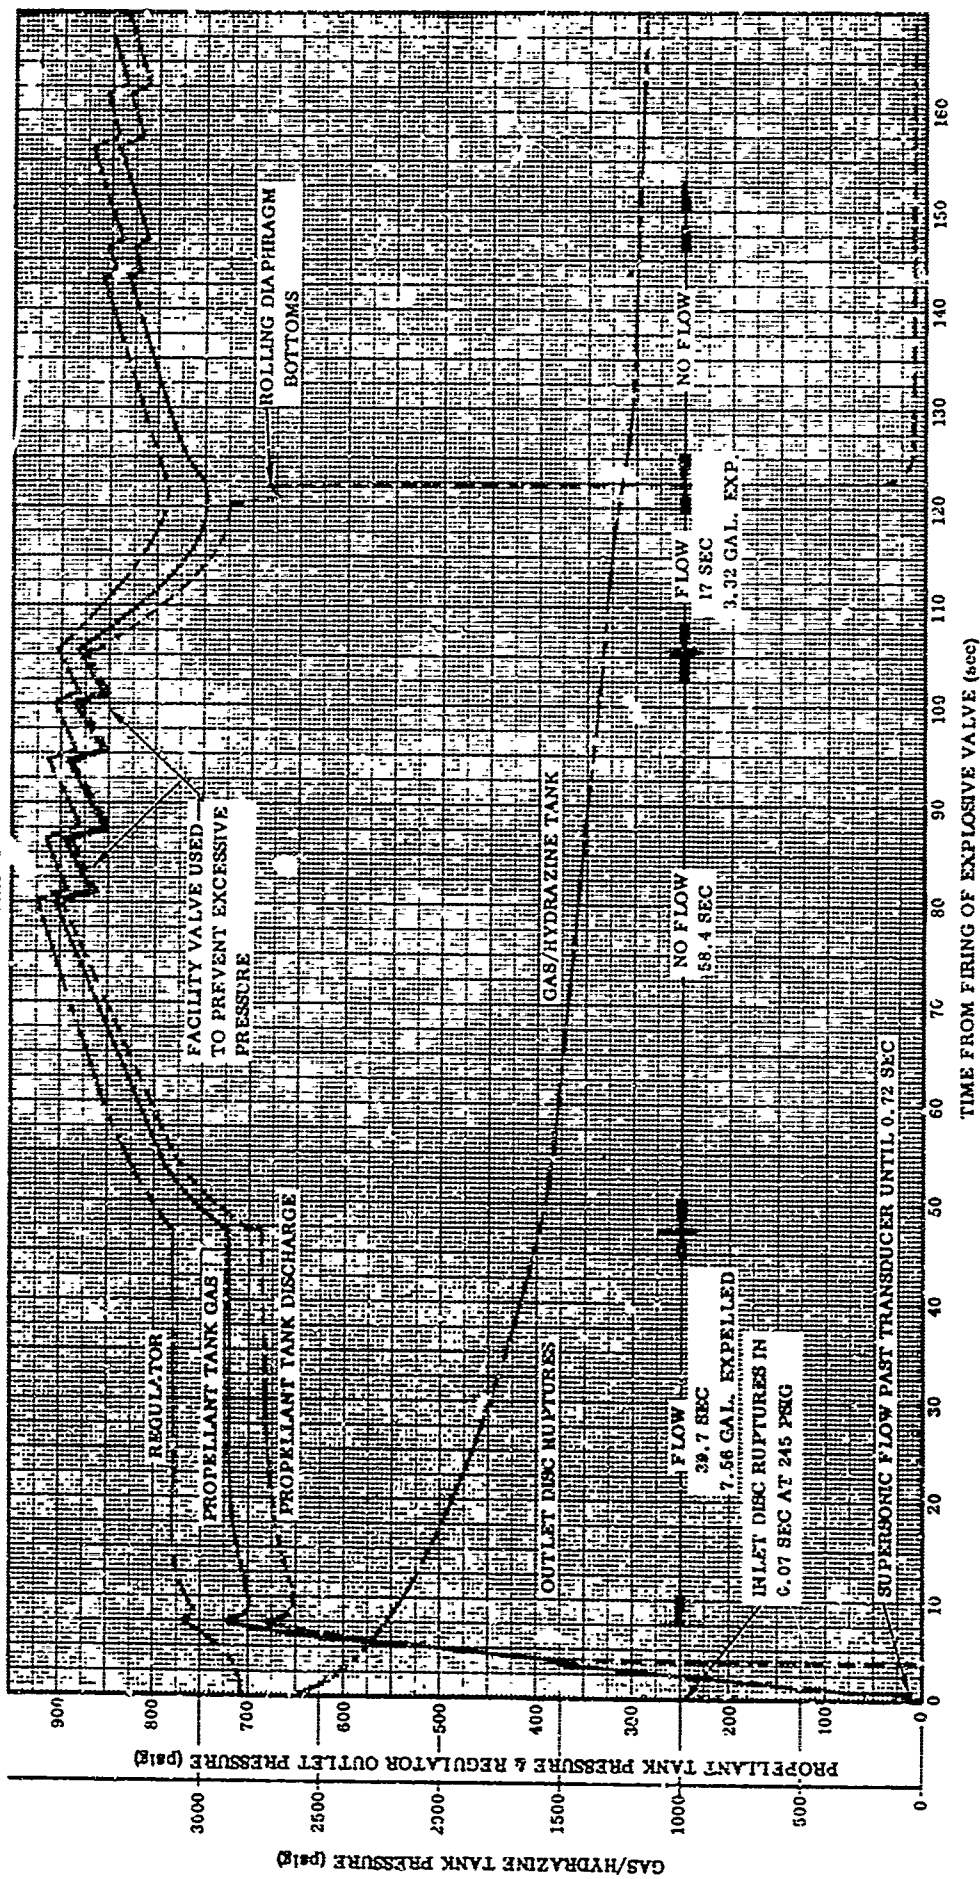 GAS/HYDRAZINE TANK PRESSURE (psig)
3000
2000
1000
500
0
PROPELLANT TANK PRESSURE & REGULATOR OUTLET PRESSURE (psig)
900
800
700
600
500
400
300
200
100
0
REGULATOR
PROPELLANT TANK GAS
PROPELLANT TANK DISCHARGE
FACILITY VALVE USED
TO PREVENT EXCESSIVE
PRESSURE
ROLLING DIAPHRAGM
BOTTOMS
OUTLET DISC RUPTURES
GAS/HYDRAZINE TANK
FLOW
39.7 SEC
7.56 GAL. EXPELLED
NO FLOW
58.4 SEC
FLOW
17 SEC
3.32 GAL. EXP.
NO FLOW
INLET DISC RUPTURES IN
0.07 SEC AT 245 PSIG
SUPERSONIC FLOW PAST TRANSDUCER UNTIL 0.72 SEC
0 10 20 30 40 50 60 70 80 90 100 110 120 130 140 150 160
TIME FROM FIRING OF EXPLOSIVE VALVE (sec)